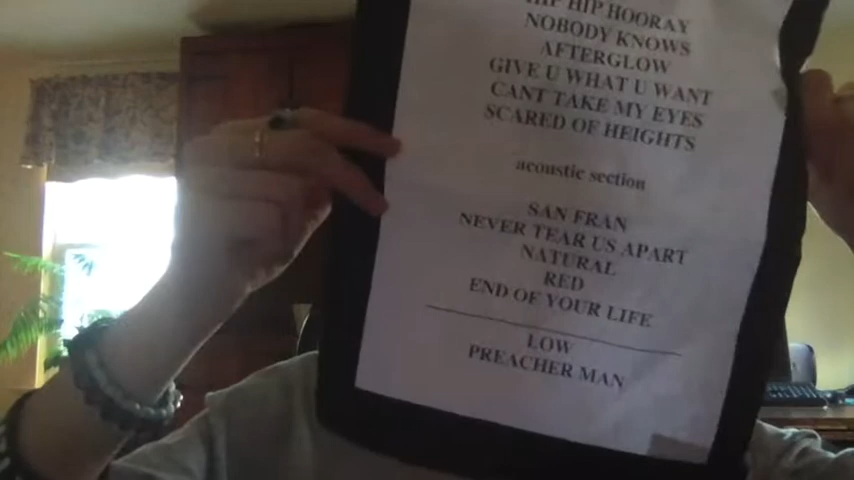 HIP HIP HOORAY
NOBODY KNOWS
AFTERGLOW
GIVE U WHAT U WANT
CANT TAKE MY EYES
SCARED OF HEIGHTS
acoustic section
SAN FRAN
NEVER TEAR US APART
NATURAL
RED
END OF YOUR LIFE
LOW
PREACHER MAN